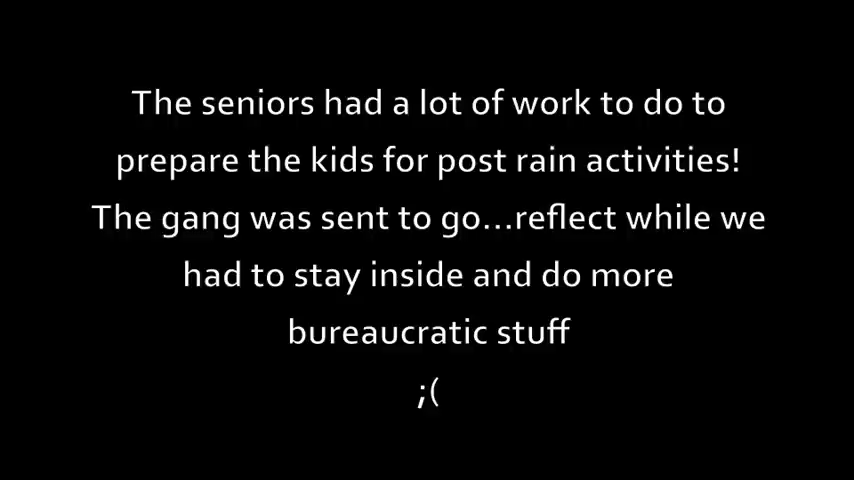 The seniors had a lot of work to do to
prepare the kids for post rain activities!
The gang was sent to go...reflect while we
had to stay inside and do more
bureaucratic stuff
;(